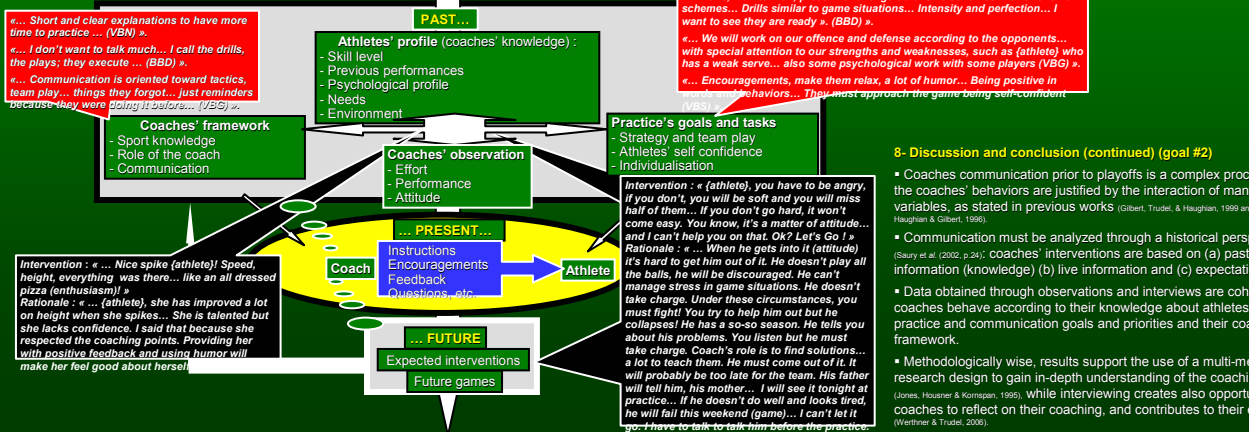 «… Short and clear explanations to have more
time to practice … (VBN) ».
«… I don't want to talk much… I call the drills,
the plays; they execute … (BBD) ».
«… Communication is oriented toward tactics,
team play… things they forgot… just reminders
because they were doing it before… (VBG) ».
PAST…
Athletes' profile (coaches' knowledge) :
- Skill level
- Previous performances
- Psychological profile
- Needs
- Environment
schemes… Drills similar to game situations… Intensity and perfection… I
want to see they are ready ». (BBD) ».
«… We will work on our offence and defense according to the opponents…
with special attention to our strengths and weaknesses, such as {athlete} who
has a weak serve… also some psychological work with some players (VBG) ».
«… Encouragements, make them relax, a lot of humor… Being positive in
words and behaviors… They must approach the game being self-confident
(VBS) ».
Coaches' framework
- Sport knowledge
- Role of the coach
- Communication
Coaches' observation
- Effort
- Performance
- Attitude
Practice's goals and tasks
- Strategy and team play
- Athletes' self confidence
- Individualisation
… PRESENT…
Coach
Instructions
Encouragements
Feedback
Questions, etc.
Athlete
… FUTURE
Expected interventions
Future games
Intervention : « … Nice spike {athlete}! Speed,
height, everything was there… like an all dressed
pizza (enthusiasm)! »
Rationale : « … {athlete}, she has improved a lot
on height when she spikes… She is talented but
she lacks confidence. I said that because she
respected the coaching points. Providing her
with positive feedback and using humor will
make her feel good about herself
Intervention : « {athlete}, you have to be angry,
if you don't, you will be soft and you will miss
half of them… If you don't go hard, it won't
come easy. You know, it's a matter of attitude…
and I can't help you on that. Ok? Let's Go ! »
Rationale : « … When he gets into it (attitude)
it's hard to get him out of it. He doesn't play all
the balls, he will be discouraged. He can't
manage stress in game situations. He doesn't
take charge. Under these circumstances, you
must fight! You try to help him out but he
collapses! He has a so-so season. He tells you
about his problems. You listen but he must
take charge. Coach's role is to find solutions…
a lot to teach them. He must come out of it. It
will probably be too late for the team. His father
will tell him, his mother… I will see it tonight at
practice… If he doesn't do well and looks tired,
he will fail this weekend (game)… I can't let it
go. I have to talk to talk him before the practice.
8- Discussion and conclusion (continued) (goal #2)
▪ Coaches communication prior to playoffs is a complex proc
the coaches' behaviors are justified by the interaction of man
variables, as stated in previous works (Gilbert, Trudel, & Haughian, 1999 an
Haughian & Gilbert, 1996).
▪ Communication must be analyzed through a historical persp
(Saury et al. (2002, p.24): coaches' interventions are based on (a) past
information (knowledge) (b) live information and (c) expectati
▪ Data obtained through observations and interviews are coh
coaches behave according to their knowledge about athletes
practice and communication goals and priorities and their coa
framework.
▪ Methodologically wise, results support the use of a multi-me
research design to gain in-depth understanding of the coachi
(Jones, Housner & Kornspan, 1995), while interviewing creates also opportu
coaches to reflect on their coaching, and contributes to their
(Werthner & Trudel, 2006).